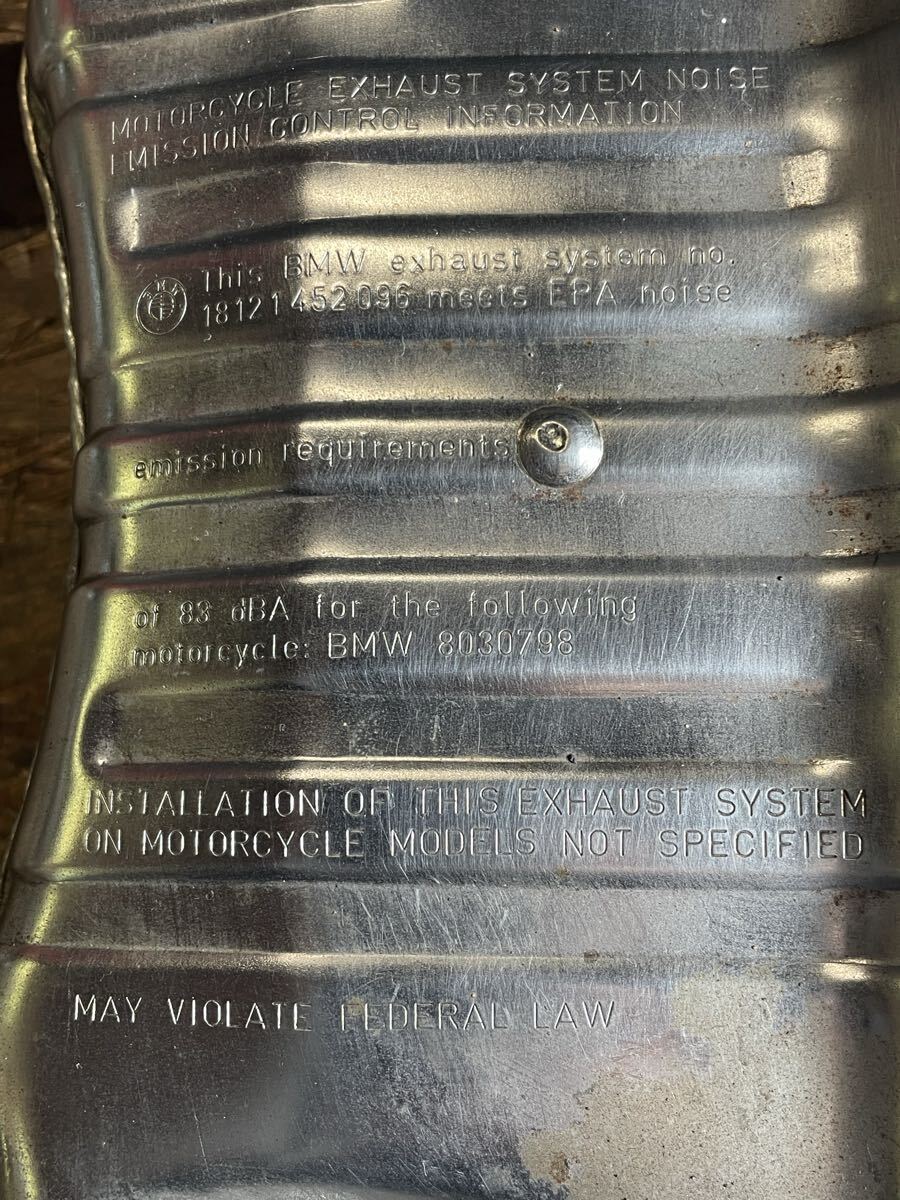 MOTORCYCLE EXHAUST SYSTEM NOISE
EMISSION CONTROL INFORMATION
This BMW exhaust system no.
18121452096 meets EPA noise
emission requirements
of 83 dBA for the following
motorcycle: BMW 8030798
INSTALLATION OF THIS EXHAUST SYSTEM
ON MOTORCYCLE MODELS NOT SPECIFIED
MAY VIOLATE FEDERAL LAW